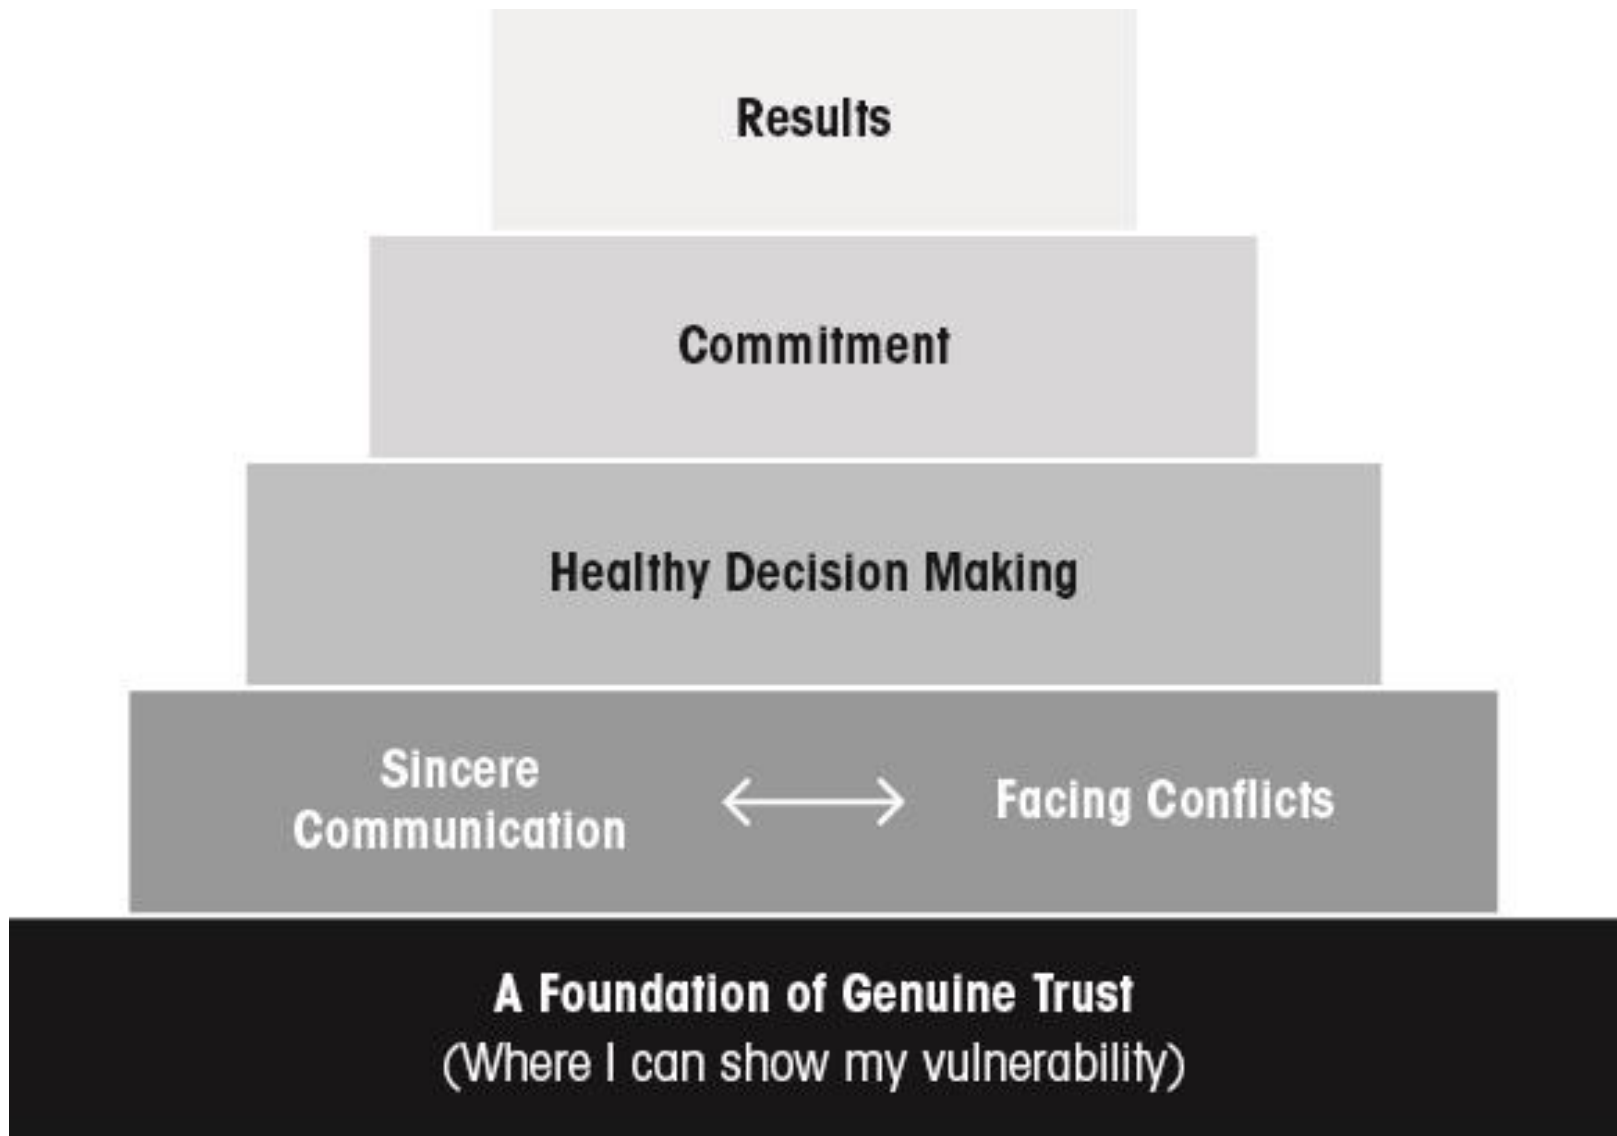 Results
Commitment
Healthy Decision Making
Sincere
Communication
Facing Conflicts
A Foundation of Genuine Trust
(Where I can show my vulnerability)